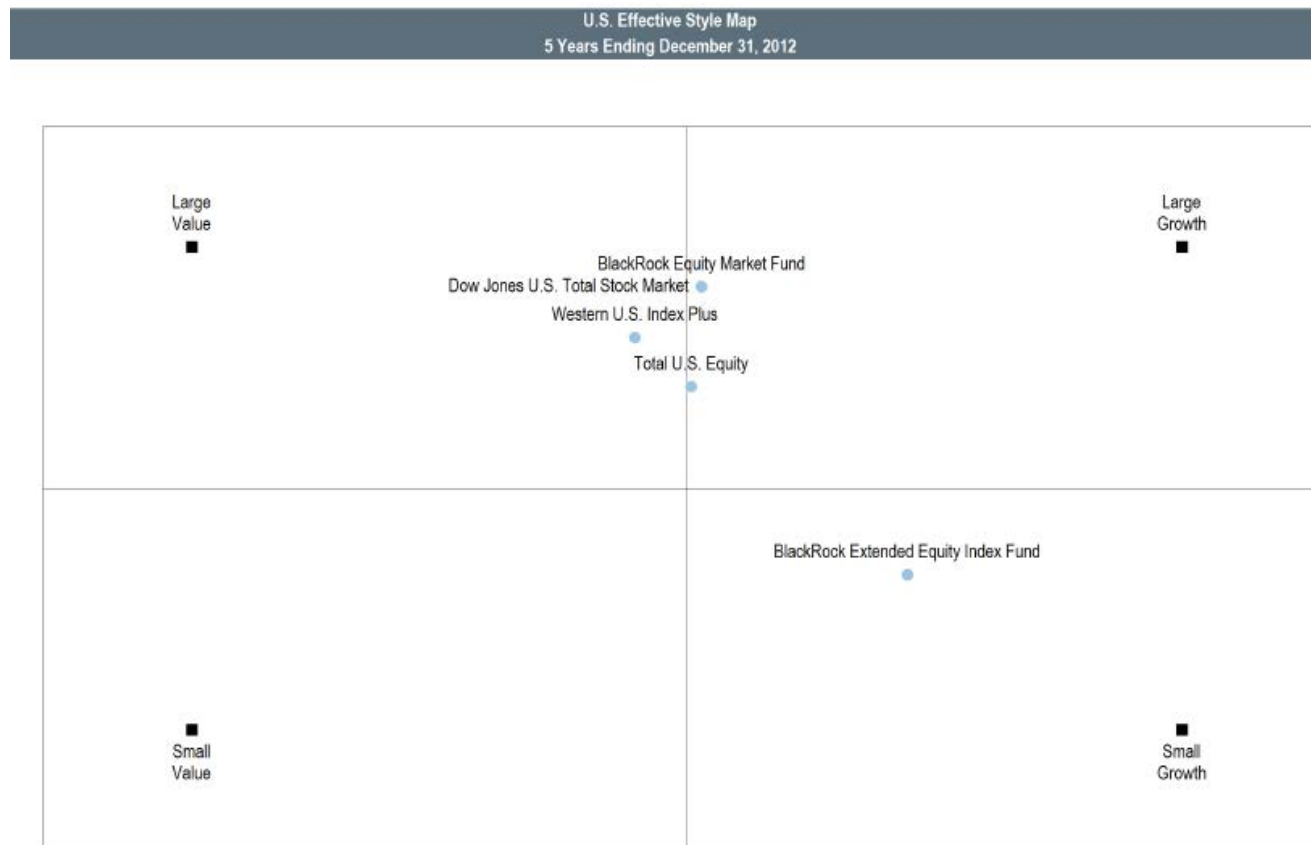 U.S. Effective Style Map
5 Years Ending December 31, 2012
Large
Value
Large
Growth
BlackRock Equity Market Fund
Dow Jones U.S. Total Stock Market
Western U.S. Index Plus
Total U.S. Equity
BlackRock Extended Equity Index Fund
Small
Value
Small
Growth